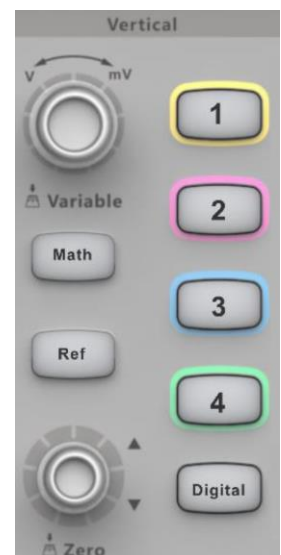 Vertical
V mV
1
Variable
2
Math
3
Ref
4
Digital
Zero